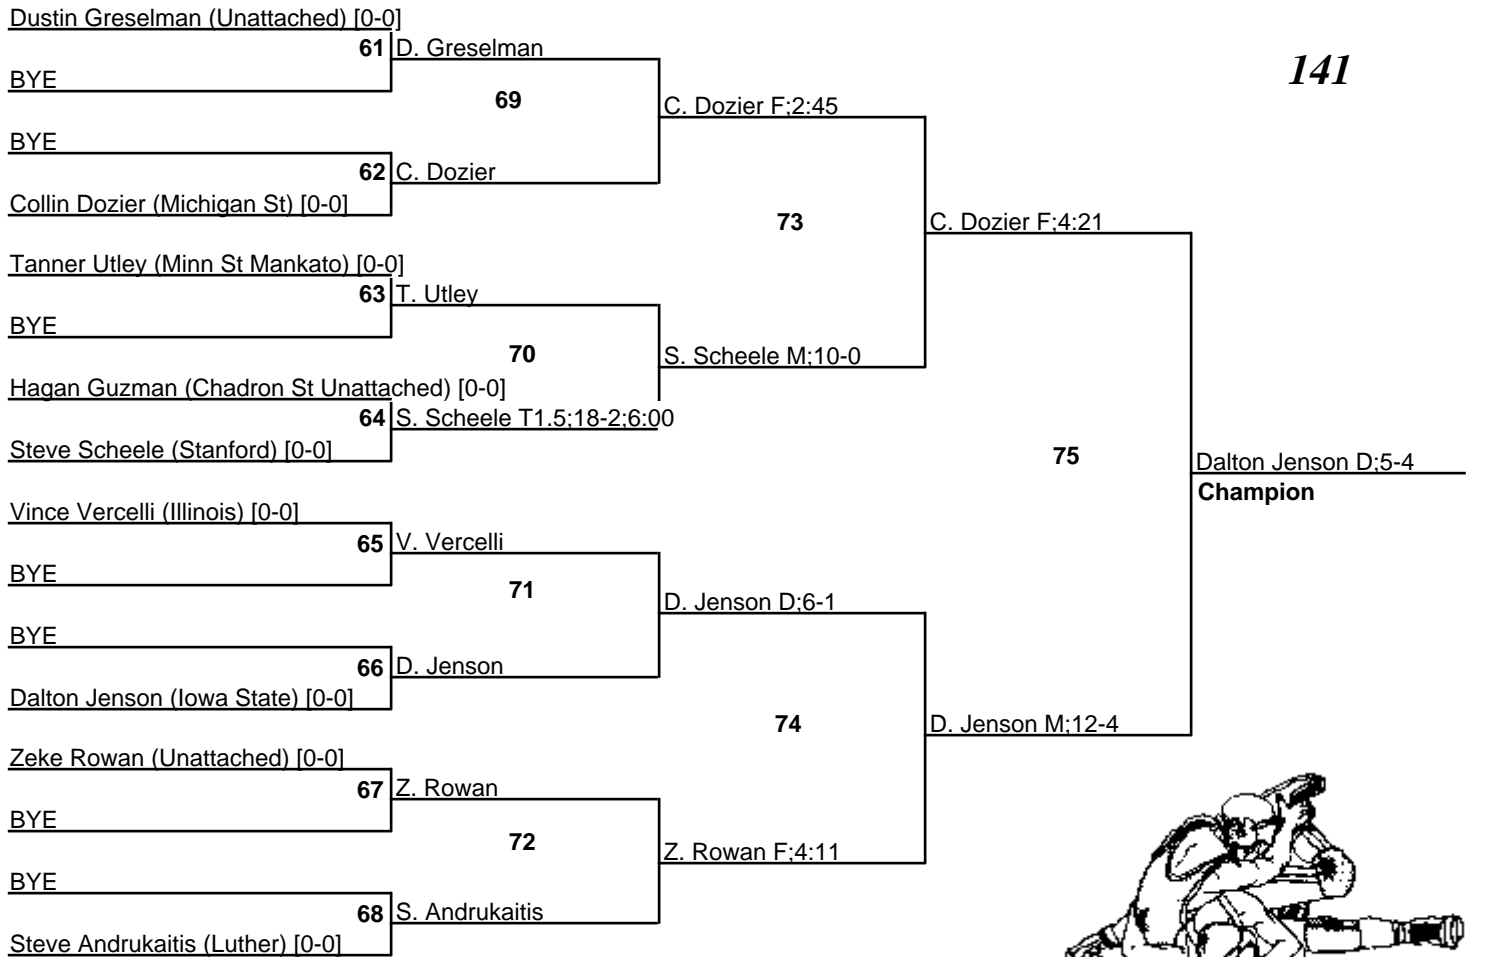 Dustin Greselman (Unattached) [0-0]
61 D. Greselman
BYE
69
C. Dozier F;2:45
141
BYE
62 C. Dozier
Collin Dozier (Michigan St) [0-0]
73
C. Dozier F;4:21
Tanner Utley (Minn St Mankato) [0-0]
63 T. Utley
BYE
70
S. Scheele M;10-0
Hagan Guzman (Chadron St Unattached) [0-0]
64 S. Scheele T1.5;18-2;6:00
Steve Scheele (Stanford) [0-0]
75
Dalton Jenson D;5-4
Champion
Vince Vercelli (Illinois) [0-0]
65 V. Vercelli
BYE
71
D. Jenson D;6-1
BYE
66 D. Jenson
Dalton Jenson (Iowa State) [0-0]
74
D. Jenson M;12-4
Zeke Rowan (Unattached) [0-0]
67 Z. Rowan
BYE
72
Z. Rowan F;4:11
BYE
68 S. Andrukaitis
Steve Andrukaitis (Luther) [0-0]